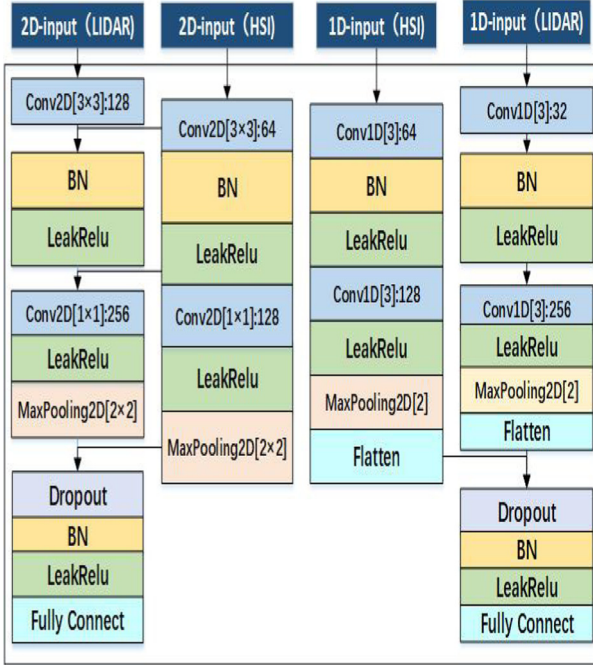 2D-input (LIDAR)
2D-input (HSI)
1D-input (HSI)
1D-input (LIDAR)
Conv2D[3×3]:128
BN
LeakRelu
Conv2D[1×1]:256
LeakRelu
MaxPooling2D[2×2]
Dropout
BN
LeakRelu
Fully Connect
Conv2D[3×3]:64
BN
LeakRelu
Conv2D[1×1]:128
LeakRelu
MaxPooling2D[2×2]
Conv1D[3]:64
BN
LeakRelu
Conv1D[3]:128
LeakRelu
MaxPooling2D[2]
Flatten
Conv1D[3]:32
BN
LeakRelu
Conv1D[3]:256
LeakRelu
MaxPooling2D[2]
Flatten
Dropout
BN
LeakRelu
Fully Connect